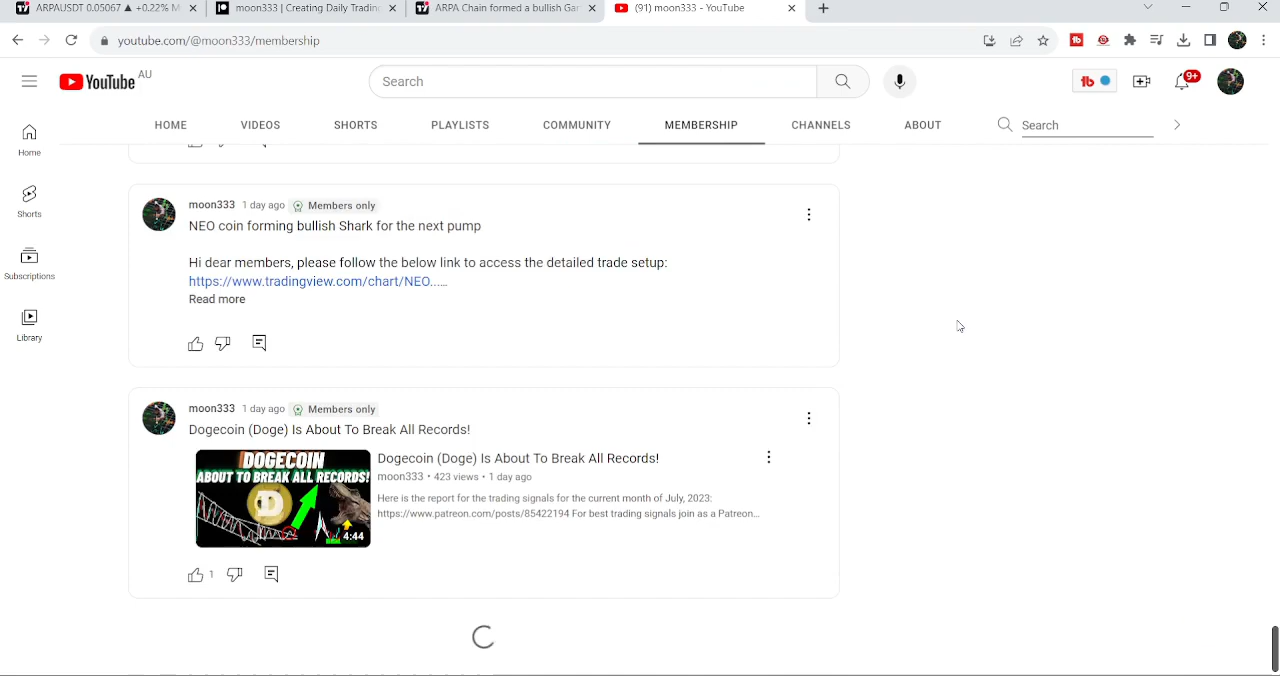 ARPAUSDT 0.05067 ▲ +0.22% M
moon333 | Creating Daily Trading
ARPA Chain formed a bullish Gar
(91) moon333 - YouTube
youtube.com/@moon333/membership
YouTube AU
Search
9+
HOME
VIDEOS
SHORTS
PLAYLISTS
COMMUNITY
MEMBERSHIP
CHANNELS
ABOUT
Search
Home
Shorts
Subscriptions
Library
moon333 1 day ago Members only
NEO coin forming bullish Shark for the next pump
Hi dear members, please follow the below link to access the detailed trade setup:
https://www.tradingview.com/chart/NEO...…
Read more
moon333 1 day ago Members only
Dogecoin (Doge) Is About To Break All Records!
DOGECOIN
ABOUT TO BREAK ALL RECORDS!
4:44
Dogecoin (Doge) Is About To Break All Records!
moon333 • 423 views • 1 day ago
Here is the report for the trading signals for the current month of July, 2023:
https://www.patreon.com/posts/85422194 For best trading signals join as a Patreon...
1